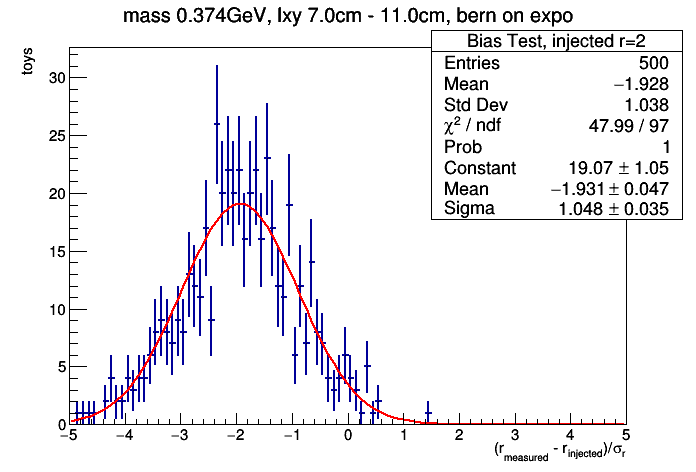 mass 0.374GeV, lxy 7.0cm - 11.0cm, bern on expo
Bias Test, injected r=2
Entries 500
Mean −1.928
Std Dev 1.038
χ² / ndf 47.99 / 97
Prob 1
Constant 19.07 ± 1.05
Mean −1.931 ± 0.047
Sigma 1.048 ± 0.035
toys
30
25
20
15
10
5
0
−5 −4 −3 −2 −1 0 1 2 3 4 5
(r_measured - r_injected)/σ_r